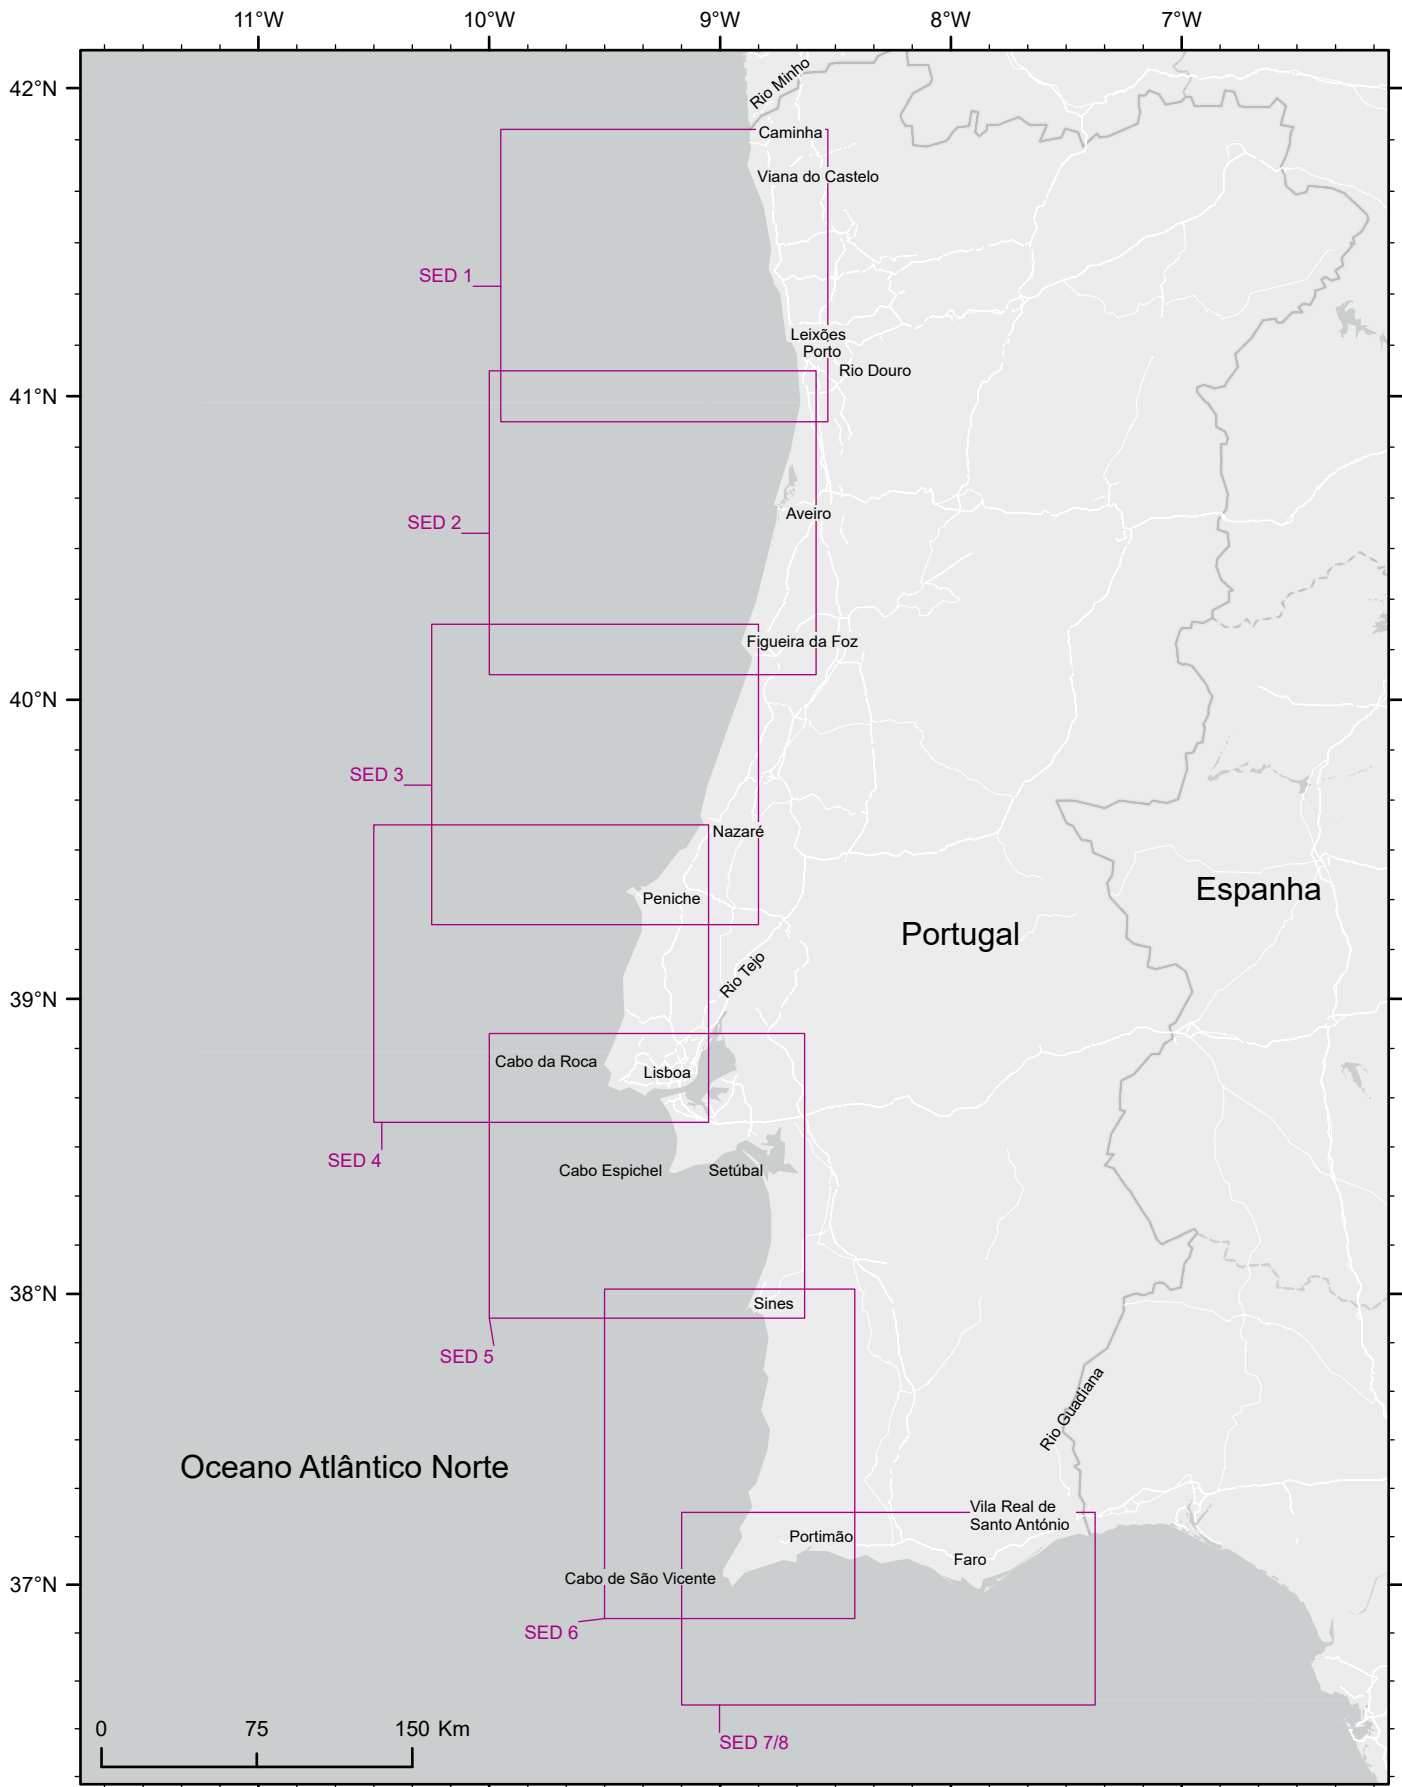 11°W
10°W
9°W
8°W
7°W
42°N
Rio Minho
Caminha
Viana do Castelo
SED 1
Leixões
Porto
Rio Douro
41°N
Aveiro
SED 2
Figueira da Foz
40°N
SED 3
Nazaré
Peniche
Espanha
Portugal
Rio Tejo
39°N
Cabo da Roca
Lisboa
SED 4
Cabo Espichel
Setúbal
38°N
Sines
SED 5
Rio Guadiana
Oceano Atlântico Norte
Vila Real de
Santo António
Portimão
Faro
37°N
Cabo de São Vicente
SED 6
0
75
150 Km
SED 7/8